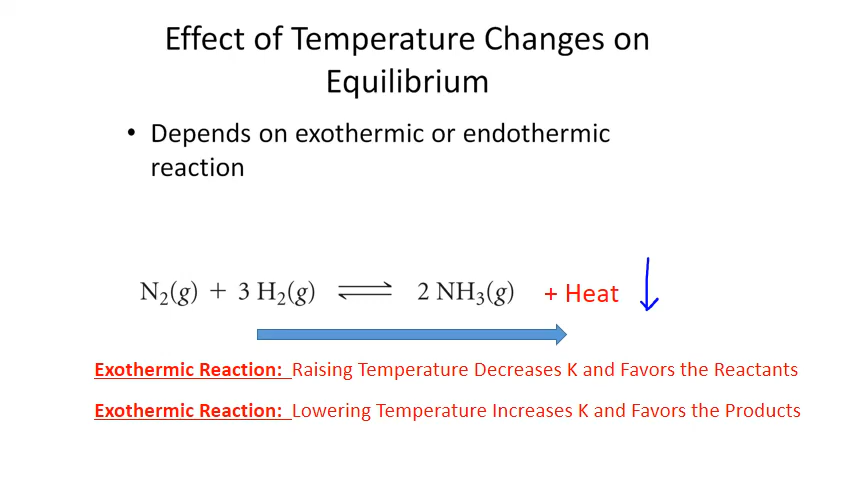 Effect of Temperature Changes on
Equilibrium
• Depends on exothermic or endothermic
reaction
N₂(g) + 3 H₂(g) ⇌ 2 NH₃(g) + Heat
Exothermic Reaction: Raising Temperature Decreases K and Favors the Reactants
Exothermic Reaction: Lowering Temperature Increases K and Favors the Products